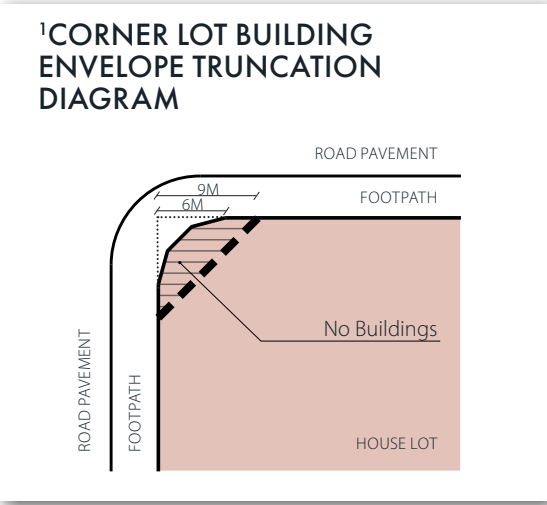 ¹CORNER LOT BUILDING
ENVELOPE TRUNCATION
DIAGRAM
ROAD PAVEMENT
9M
FOOTPATH
6M
No Buildings
ROAD PAVEMENT
FOOTPATH
HOUSE LOT